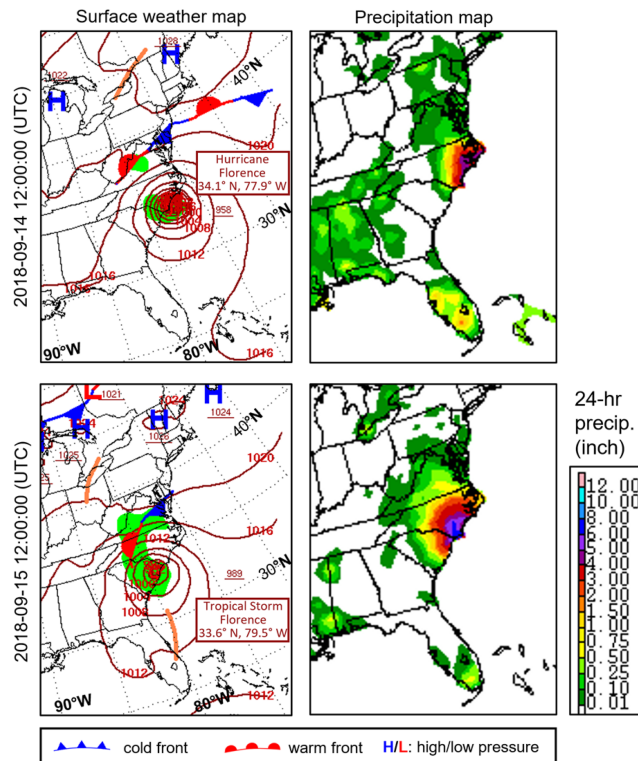 Surface weather map
Precipitation map
2018-09-14 12:00:00 (UTC)
1028
H
1022
H
40°N
1020
Hurricane
Florence
34.1° N, 77.9° W
958
30°N
1008
1012
1016
1016
90°W
80°W
1016
2018-09-15 12:00:00 (UTC)
L
1021
H
1024
1024
H
1026
H
1025
40°N
1020
1016
1012
989
30°N
1004
1008
Tropical Storm
Florence
33.6° N, 79.5° W
1012
1012
90°W
80°W
24-hr
precip.
(inch)
12.00
10.00
8.00
6.00
5.00
4.00
3.00
2.00
1.50
1.00
0.75
0.50
0.25
0.10
0.01
cold front
warm front
H/L: high/low pressure